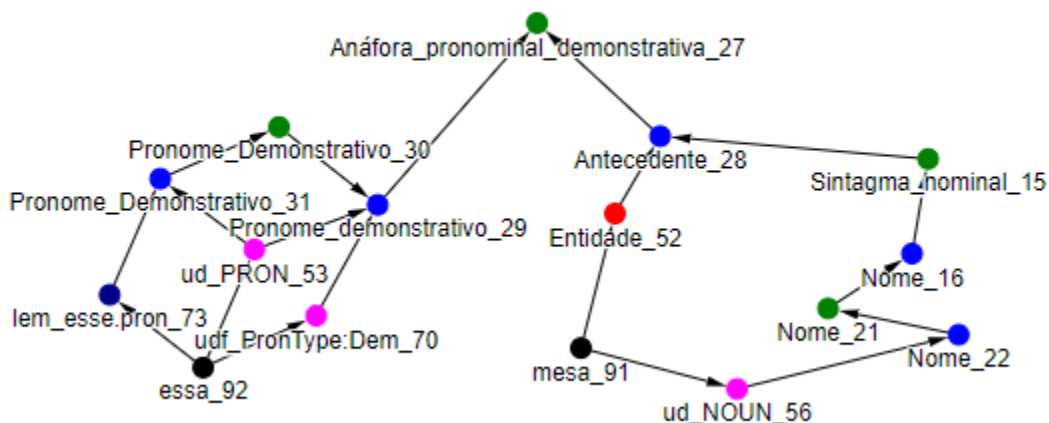 Anáfora_pronominal_demonstrativa_27
Pronome_Demonstrativo_30
Antecedente_28
Sintagma_nominal_15
Pronome_Demonstrativo_31
Pronome_demonstrativo_29
Entidade_52
ud_PRON_53
Nome_16
lem_esse.pron_73
udf_PronType:Dem_70
Nome_21
Nome_22
essa_92
mesa_91
ud_NOUN_56